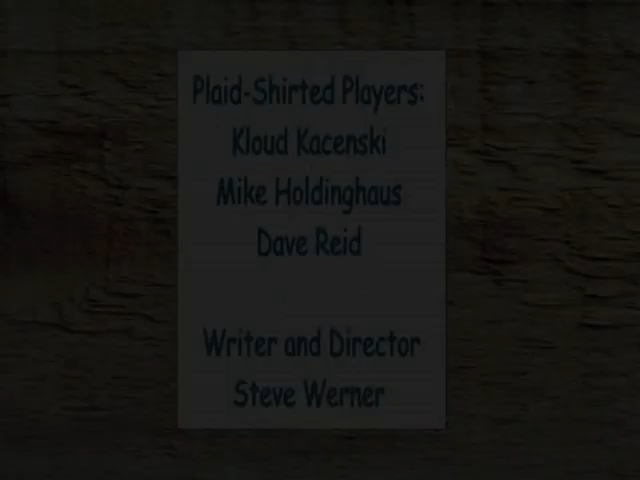 Plaid-Shirted Players:
Kloud Kacenski
Mike Holdinghaus
Dave Reid
Writer and Director
Steve Werner